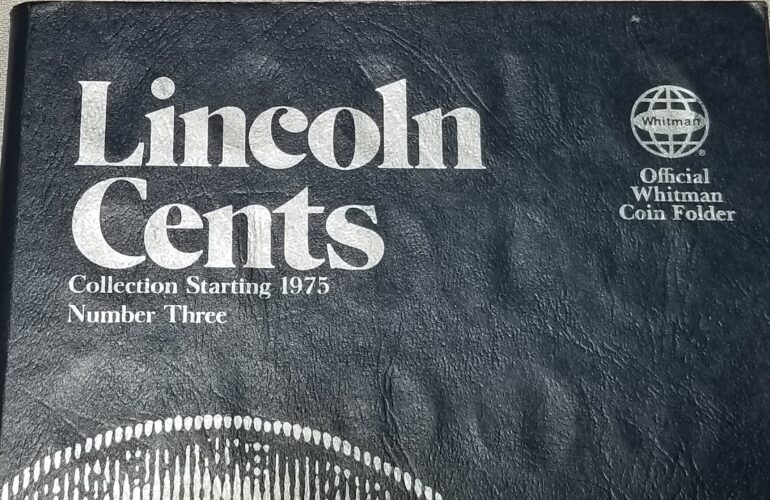 Lincoln
Cents
Collection Starting 1975
Number Three
Whitman
®
Official
Whitman
Coin Folder